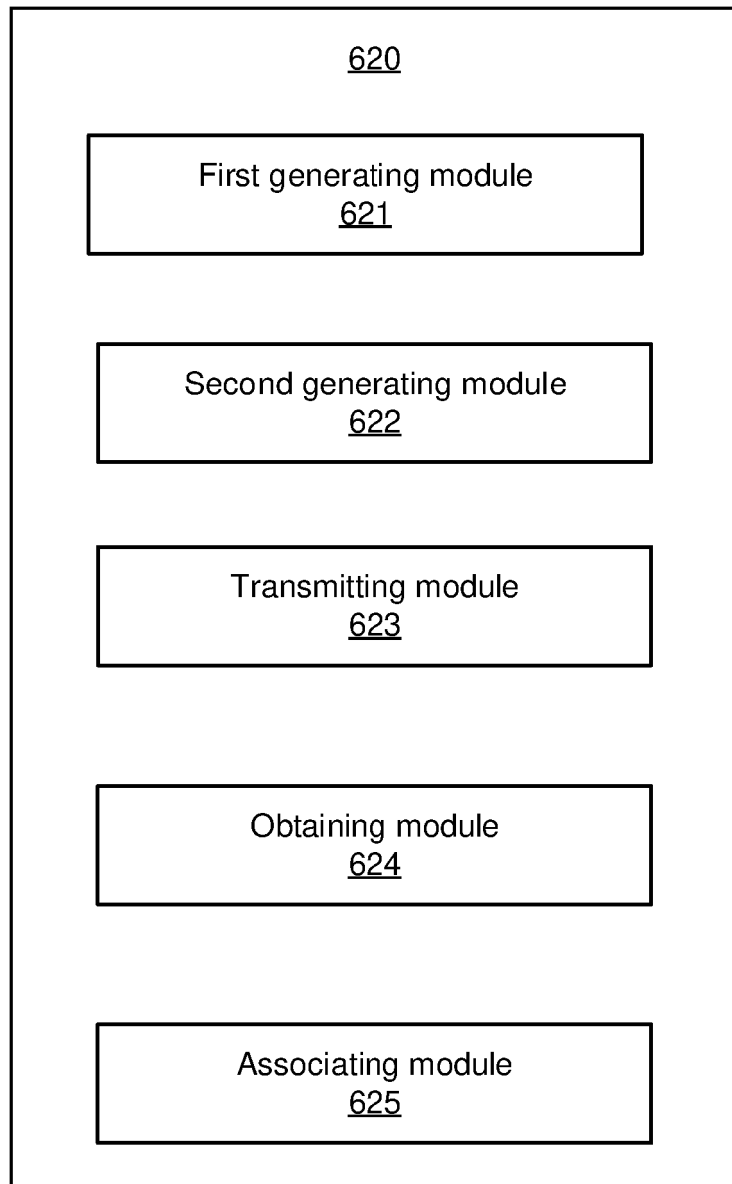 620
First generating module
621
Second generating module
622
Transmitting module
623
Obtaining module
624
Associating module
625